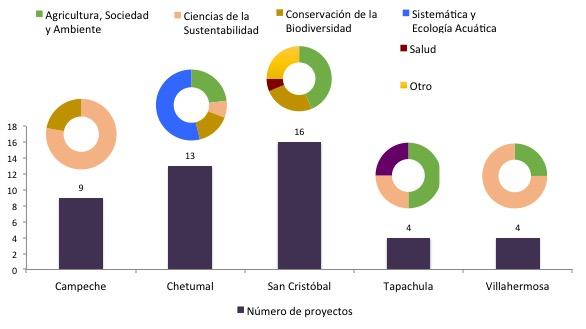 Agricultura, Sociedad
y Ambiente
Ciencias de la
Sustentabilidad
Conservación de la
Biodiversidad
Sistemática y
Ecología Acuática
Salud
Otro
18
16
14
12
10
8
6
4
2
0
9
13
16
4
4
Campeche
Chetumal
San Cristóbal
Tapachula
Villahermosa
Número de proyectos